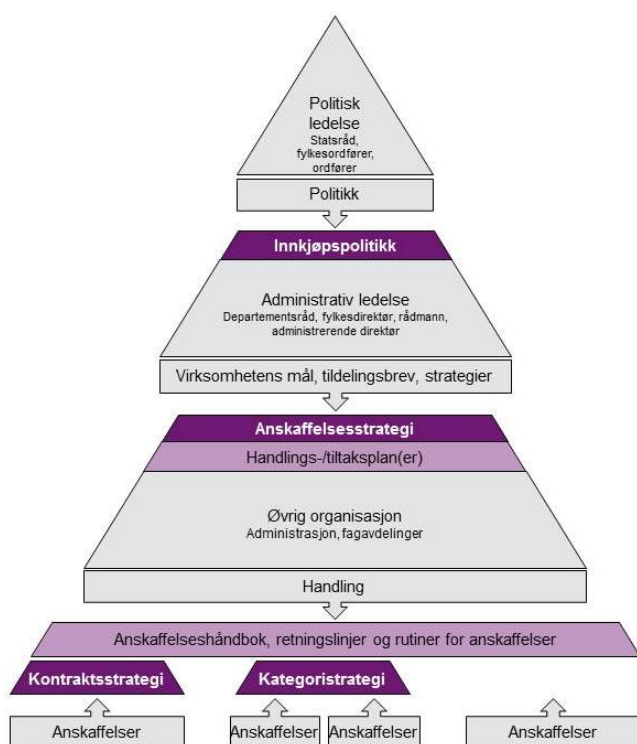 Politisk
ledelse
Statsråd,
fylkesordfører,
ordfører
Politikk
Innkjøpspolitikk
Administrativ ledelse
Departementsråd, fylkesdirektør, rådmann,
administrerende direktør
Virksomhetens mål, tildelingsbrev, strategier
Anskaffelsesstrategi
Handlings-/tiltaksplan(er)
Øvrig organisasjon
Administrasjon, fagavdelinger
Handling
Anskaffelseshåndbok, retningslinjer og rutiner for anskaffelser
Kontraktsstrategi
Kategoristrategi
Anskaffelser
Anskaffelser
Anskaffelser
Anskaffelser